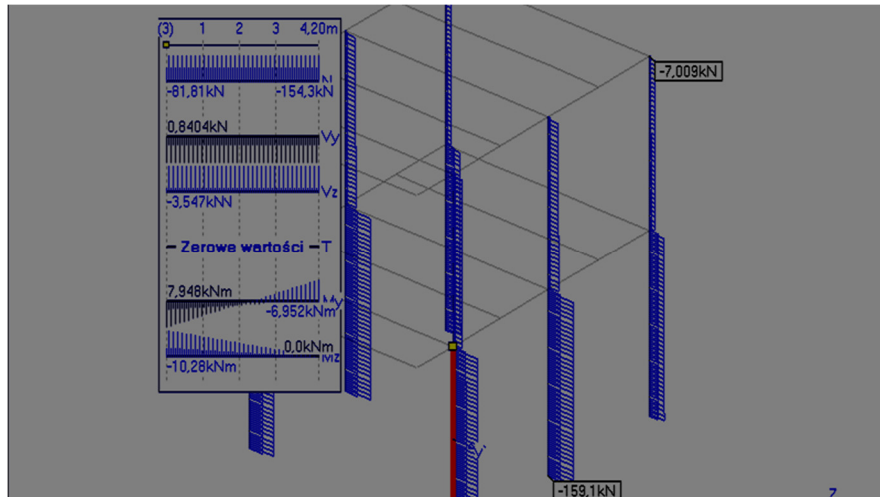 (3) 1 2 3 4,20m
N
-81,81kN -154,3kN
0,8404kN
Vy
Vz
-3,547kNN
Zerowe wartości T
7,948kNm
My
-6,952kNm
0,0kNm
Mz
-10,28kNm
-7,009kN
-159,1kN
Z